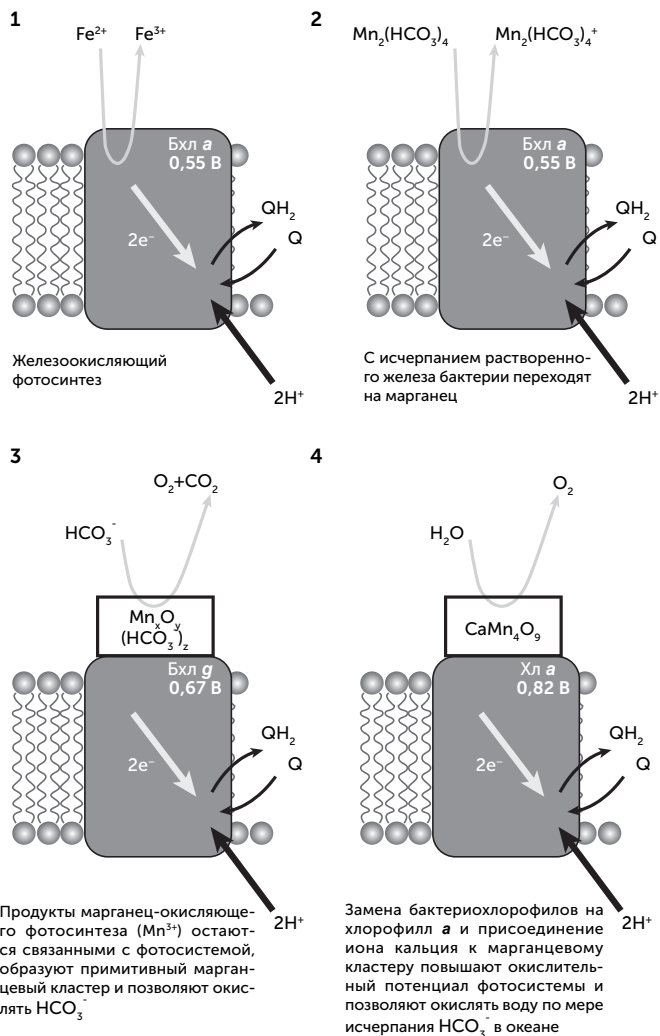 1
Fe²⁺ Fe³⁺
Бхл a
0,55 В
2e⁻
QH₂
Q
2H⁺
Железоокисляющий
фотосинтез
2
Mn₂(HCO₃)₄ Mn₂(HCO₃)₄⁺
Бхл a
0,55 В
2e⁻
QH₂
Q
2H⁺
С исчерпанием растворенно-
го железа бактерии переходят
на марганец
3
O₂+CO₂
HCO₃⁻
MnₓOᵧ
(HCO₃⁻)z
Бхл g
0,67 В
2e⁻
QH₂
Q
2H⁺
Продукты марганец-окисляюще-
го фотосинтеза (Mn³⁺) остают-
ся связанными с фотосистемой,
образуют примитивный марган-
цевый кластер и позволяют окис-
лять HCO₃⁻
4
O₂
H₂O
CaMn₄O₉
Хл a
0,82 В
2e⁻
QH₂
Q
2H⁺
Замена бактериохлорофилов на
хлорофилл a и присоединение
иона кальция к марганцевому
кластеру повышают окислитель-
ный потенциал фотосистемы и
позволяют окислять воду по мере
исчерпания HCO₃⁻ в океане